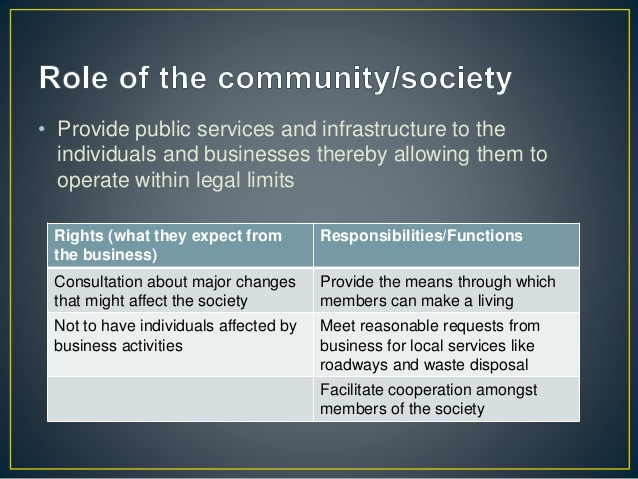 Role of the community/society
• Provide public services and infrastructure to the
individuals and businesses thereby allowing them to
operate within legal limits
Rights (what they expect from
the business)
Responsibilities/Functions
Consultation about major changes
that might affect the society
Provide the means through which
members can make a living
Not to have individuals affected by
business activities
Meet reasonable requests from
business for local services like
roadways and waste disposal
Facilitate cooperation amongst
members of the society